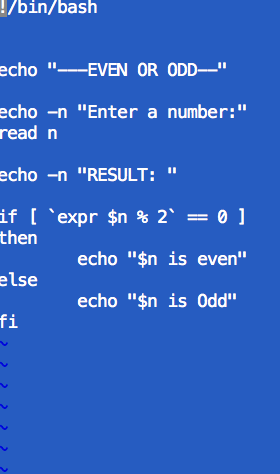 !/bin/bash
echo "---EVEN OR ODD--"
echo -n "Enter a number:"
read n
echo -n "RESULT: "
if [ `expr $n % 2` == 0 ]
then
echo "$n is even"
else
echo "$n is Odd"
fi
~
~
~
~
~
~
~